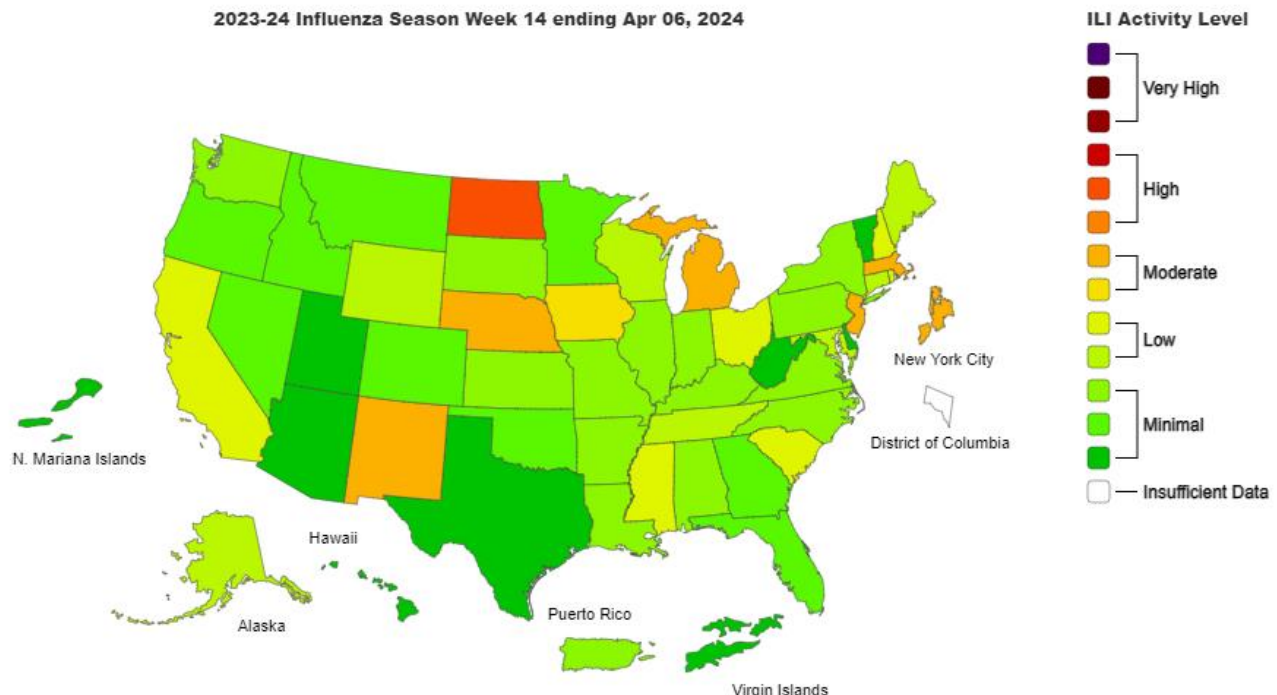 2023-24 Influenza Season Week 14 ending Apr 06, 2024
ILI Activity Level
Very High
High
Moderate
Low
Minimal
Insufficient Data
New York City
District of Columbia
N. Mariana Islands
Hawaii
Alaska
Puerto Rico
Virgin Islands